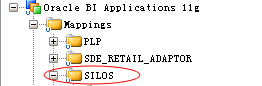 Oracle BI Applications 11g
Mappings
PLP
SDE_RETAIL_ADAPTOR
SILOS